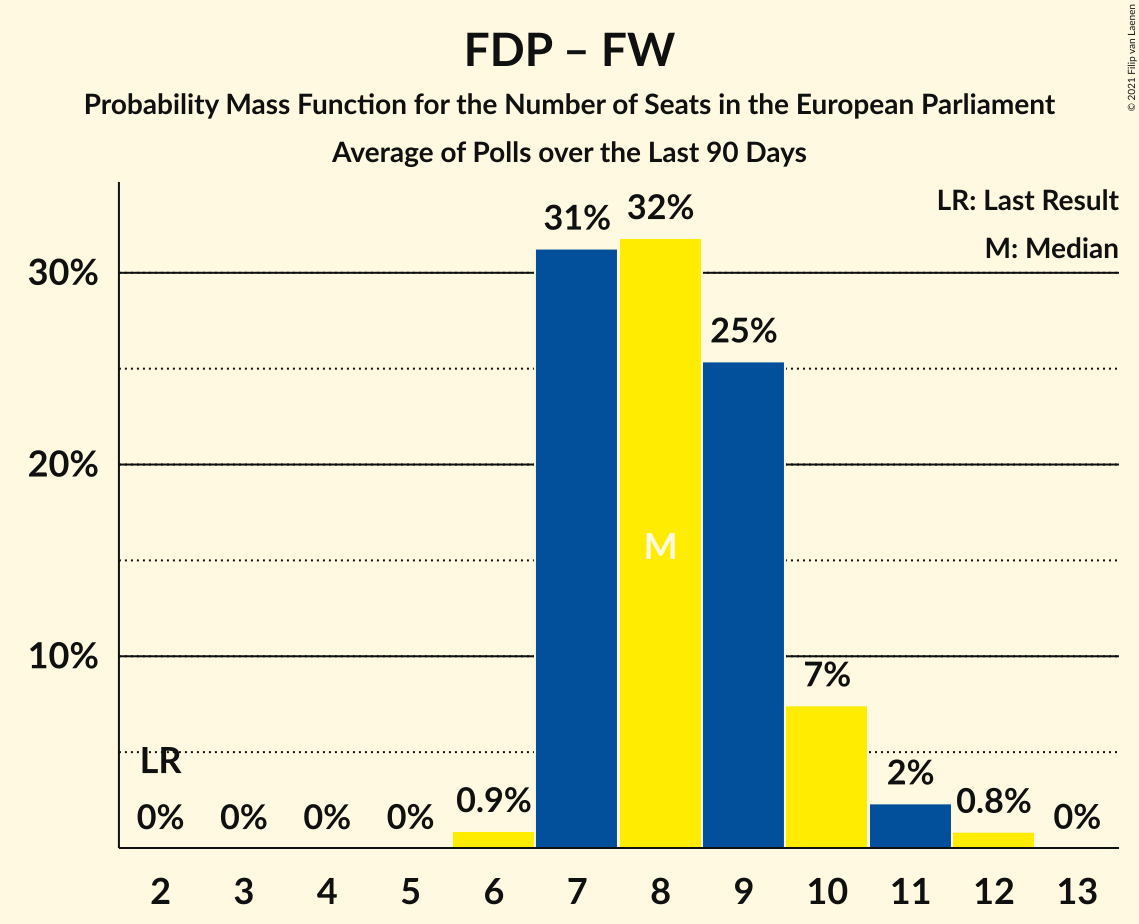 FDP – FW
Probability Mass Function for the Number of Seats in the European Parliament
Average of Polls over the Last 90 Days
© 2021 Filip van Laenen
LR: Last Result
M: Median
30%
20%
10%
LR
0%
0%
0%
0%
0.9%
31%
32%
25%
7%
2%
0.8%
0%
M
2 3 4 5 6 7 8 9 10 11 12 13